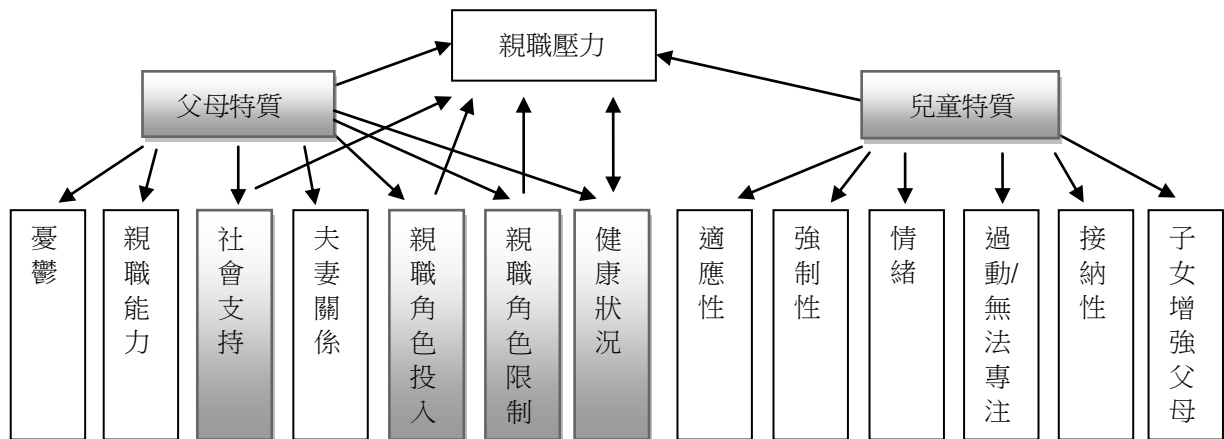 親職壓力
父母特質
兒童特質
憂鬱
親職能力
社會支持
夫妻關係
親職角色投入
親職角色限制
健康狀況
適應性
強制性
情緒
過動/無法專注
接納性
子女增強父母